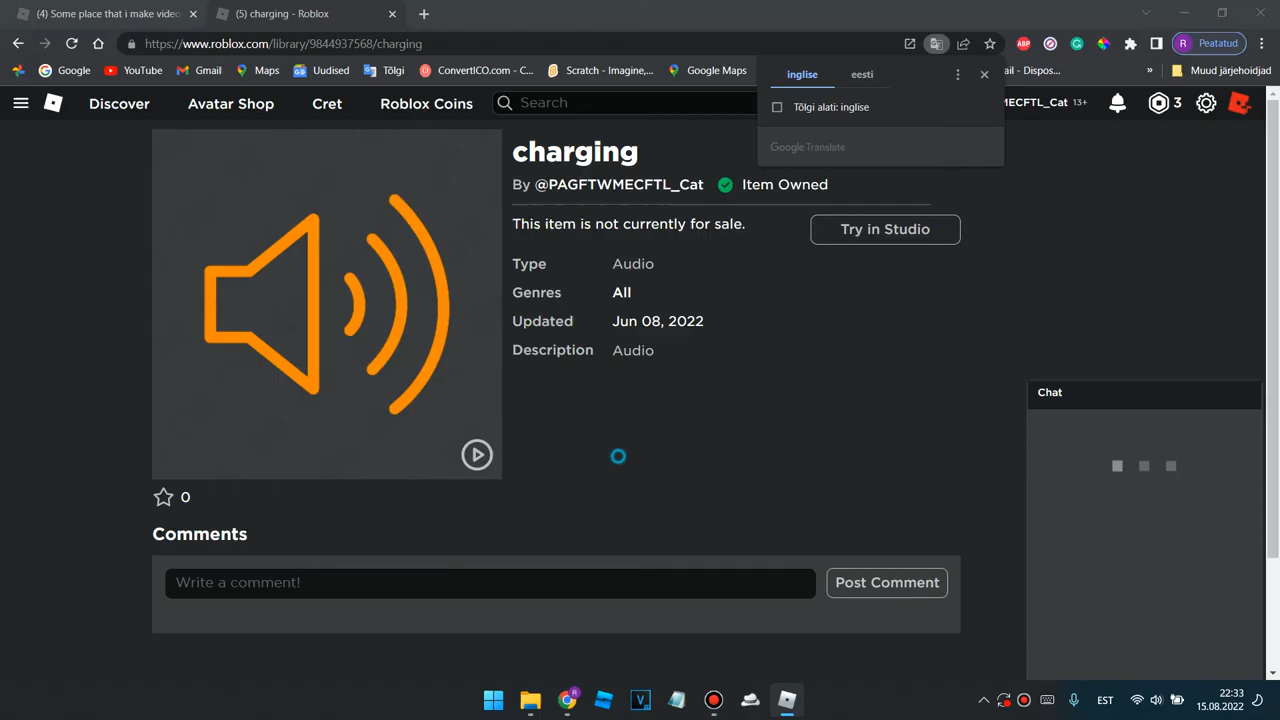 (4) Some place that i make video
(5) charging - Roblox
https://www.roblox.com/library/9844937568/charging
ABP
R Peatatud
Google
YouTube
Gmail
Maps
Uudised
Tõlgi
ConvertICO.com - C...
Scratch - Imagine,...
Google Maps
ail - Dispos...
»
Muud järjehoidjad
inglise
eesti
Tõlgi alati: inglise
Google Translate
Discover
Avatar Shop
Cret
Roblox Coins
Search
MECFTL_Cat 13+
3
charging
By @PAGFTWMECFTL_Cat
Item Owned
This item is not currently for sale.
Try in Studio
Type Audio
Genres All
Updated Jun 08, 2022
Description Audio
0
Comments
Write a comment!
Post Comment
Chat
EST
22:33
15.08.2022